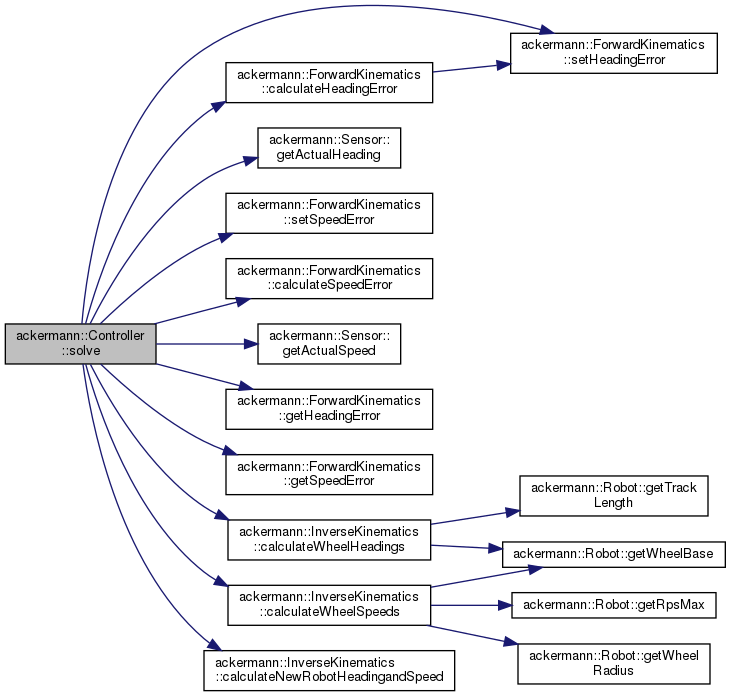 ackermann::Controller
::solve
ackermann::ForwardKinematics
::setHeadingError
ackermann::ForwardKinematics
::calculateHeadingError
ackermann::Sensor::
getActualHeading
ackermann::ForwardKinematics
::setSpeedError
ackermann::ForwardKinematics
::calculateSpeedError
ackermann::Sensor::
getActualSpeed
ackermann::ForwardKinematics
::getHeadingError
ackermann::ForwardKinematics
::getSpeedError
ackermann::InverseKinematics
::calculateWheelHeadings
ackermann::Robot::getTrack
Length
ackermann::Robot::getWheelBase
ackermann::InverseKinematics
::calculateWheelSpeeds
ackermann::Robot::getRpsMax
ackermann::Robot::getWheel
Radius
ackermann::InverseKinematics
::calculateNewRobotHeadingandSpeed